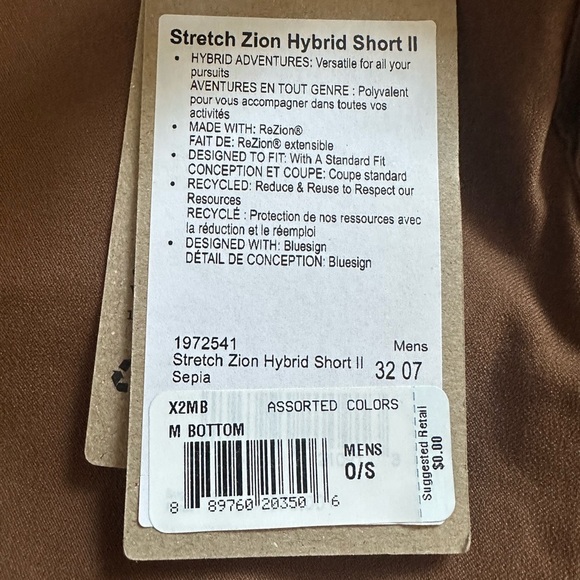 Stretch Zion Hybrid Short II
• HYBRID ADVENTURES: Versatile for all your
pursuits
AVENTURES EN TOUT GENRE : Polyvalent
pour vous accompagner dans toutes vos
activités
• MADE WITH: ReZion®
FAIT DE: ReZion® extensible
• DESIGNED TO FIT: With A Standard Fit
CONCEPTION ET COUPE: Coupe standard
• RECYCLED: Reduce & Reuse to Respect our
Resources
RECYCLÉ : Protection de nos ressources avec
la réduction et le réemploi
• DESIGNED WITH: Bluesign
DÉTAIL DE CONCEPTION: Bluesign
1972541
Stretch Zion Hybrid Short II
Sepia
Mens
32 07
X2MB ASSORTED COLORS
M BOTTOM
MENS
O/S
8 89760 20350 6
Suggested Retail
$0.00